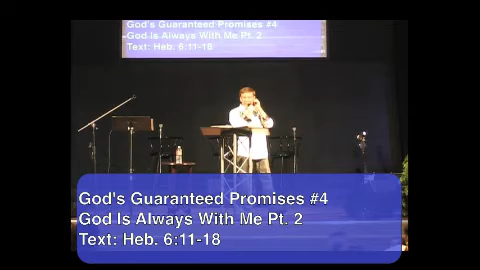 God's Guaranteed Promises #4
God Is Always With Me Pt. 2
Text: Heb. 6:11-18
God's Guaranteed Promises #4
God Is Always With Me Pt. 2
Text: Heb. 6:11-18